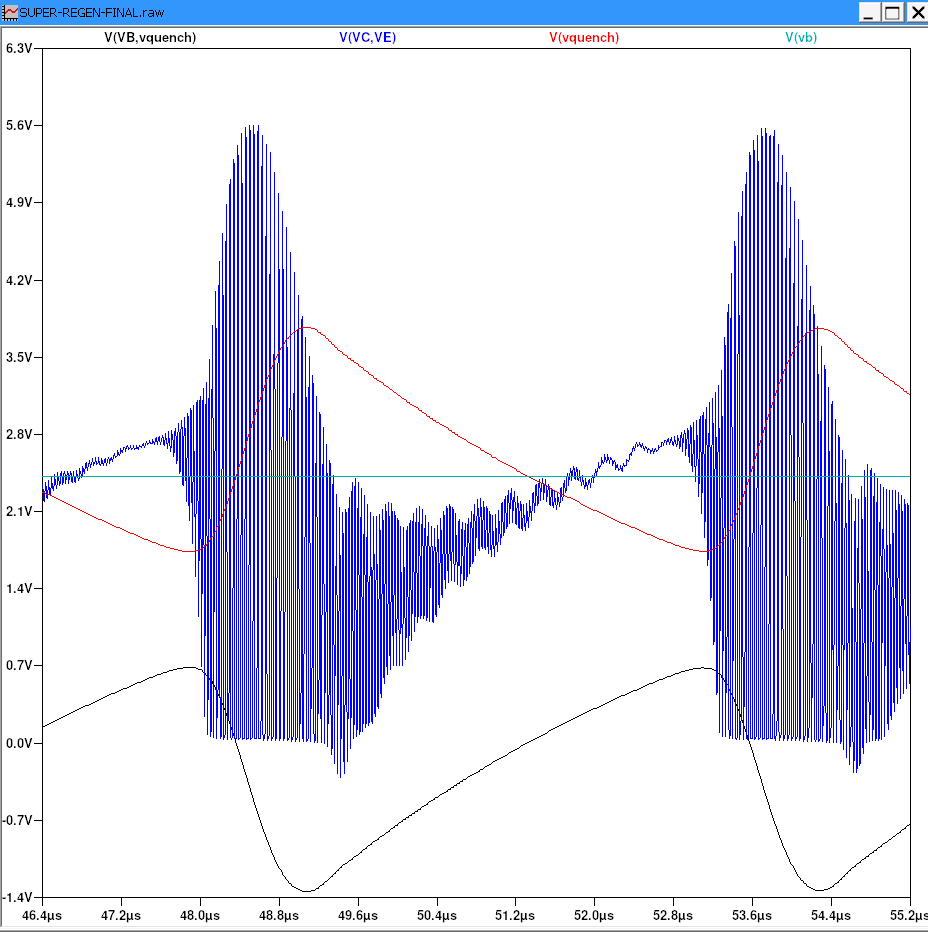 SUPER-REGEN-FINAL.raw
V(VB,vquench) V(VC,VE) V(vquench) V(vb)
6.3V
5.6V
4.9V
4.2V
3.5V
2.8V
2.1V
1.4V
0.7V
0.0V
-0.7V
-1.4V
46.4µs 47.2µs 48.0µs 48.8µs 49.6µs 50.4µs 51.2µs 52.0µs 52.8µs 53.6µs 54.4µs 55.2µs